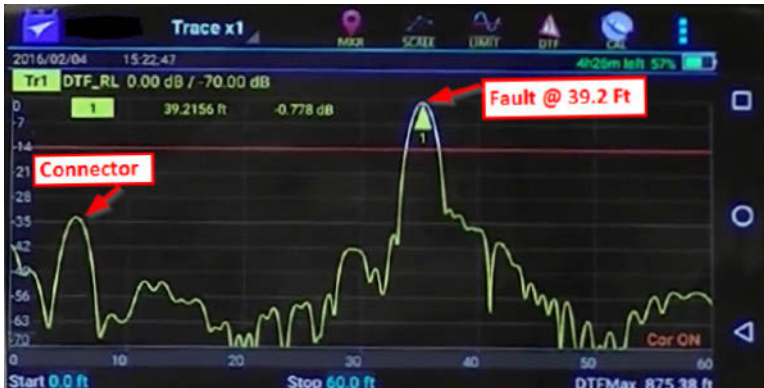 Trace x1
MKR SCALE LIMIT DTF CAL
2016/02/04 15:22:47 4h26m left 57%
Tr1 DTF_RL 0.00 dB / -70.00 dB
1 39.2156 ft -0.778 dB
Fault @ 39.2 Ft
Connector
0
-7
-14
-21
-28
-35
-42
-49
-56
-63
-70
Cor ON
0 10 20 30 40 50 60
Start 0.0 ft Stop 60.0 ft DTFMax 875.38
1